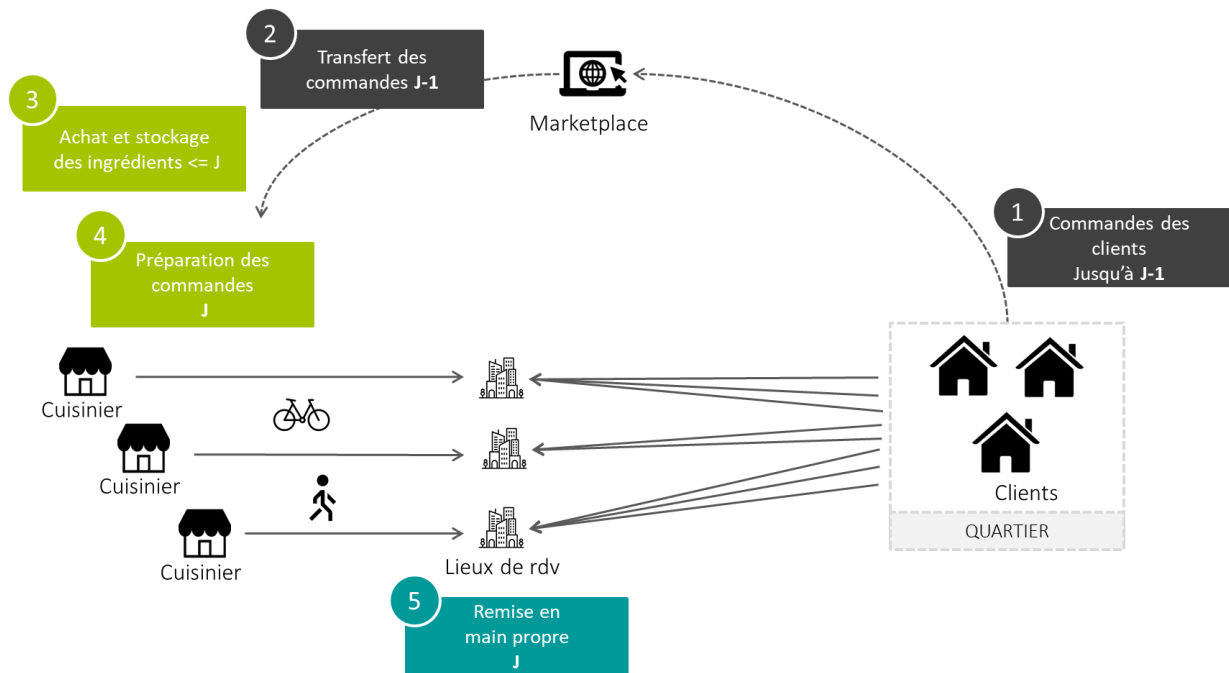 2
Transfert des
commandes J-1
Marketplace
3
Achat et stockage
des ingrédients <= J
1
Commandes des
clients
Jusqu'à J-1
4
Préparation des
commandes
J
Cuisinier
Cuisinier
Cuisinier
Lieux de rdv
Clients
QUARTIER
5
Remise en
main propre
J